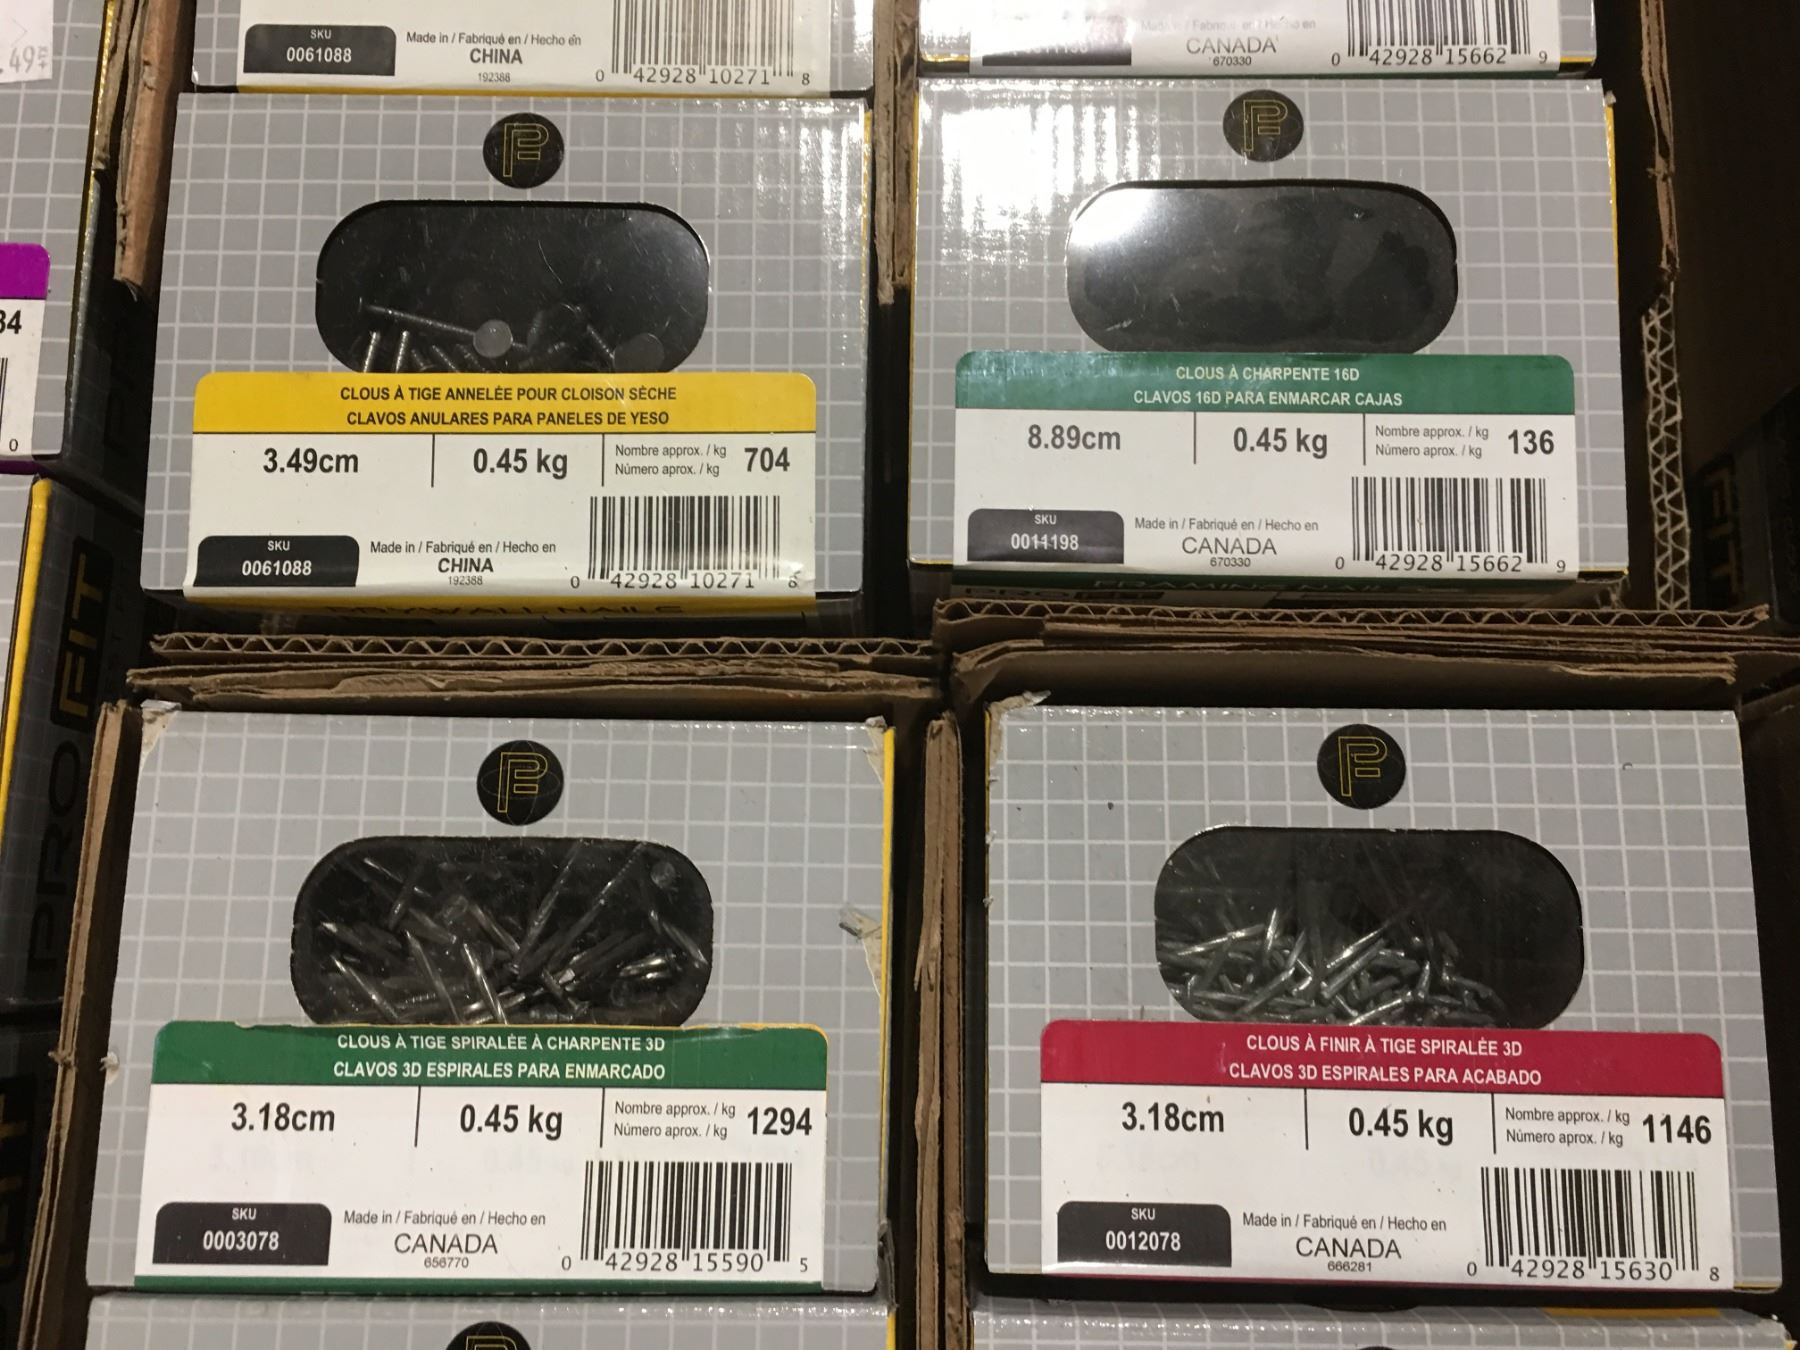 .49
SKU
0061088
Made in / Fabriqué en / Hecho en
CHINA
192388
0 42928 10271 8
CANADA
670330
0 42928 15662 9
CLOUS À TIGE ANNELÉE POUR CLOISON SÈCHE
CLAVOS ANULARES PARA PANELES DE YESO
3.49cm
0.45 kg
Nombre approx. / kg
Número aprox. / kg
704
SKU
0061088
Made in / Fabriqué en / Hecho en
CHINA
192388
0 42928 10271 8
DRYWALL NAILS
CLOUS À CHARPENTE 16D
CLAVOS 16D PARA ENMARCAR CAJAS
8.89cm
0.45 kg
Nombre approx. / kg
Número aprox. / kg
136
SKU
0011198
Made in / Fabriqué en / Hecho en
CANADA
670330
0 42928 15662 9
34
0
PROFIT
CLOUS À TIGE SPIRALÉE À CHARPENTE 3D
CLAVOS 3D ESPIRALES PARA ENMARCADO
3.18cm
0.45 kg
Nombre approx. / kg
Número aprox. / kg
1294
SKU
0003078
Made in / Fabriqué en / Hecho en
CANADA
656770
0 42928 15590 5
CLOUS À FINIR À TIGE SPIRALÉE 3D
CLAVOS 3D ESPIRALES PARA ACABADO
3.18cm
0.45 kg
Nombre approx. / kg
Número aprox. / kg
1146
SKU
0012078
Made in / Fabriqué en / Hecho en
CANADA
666281
0 42928 15630 8